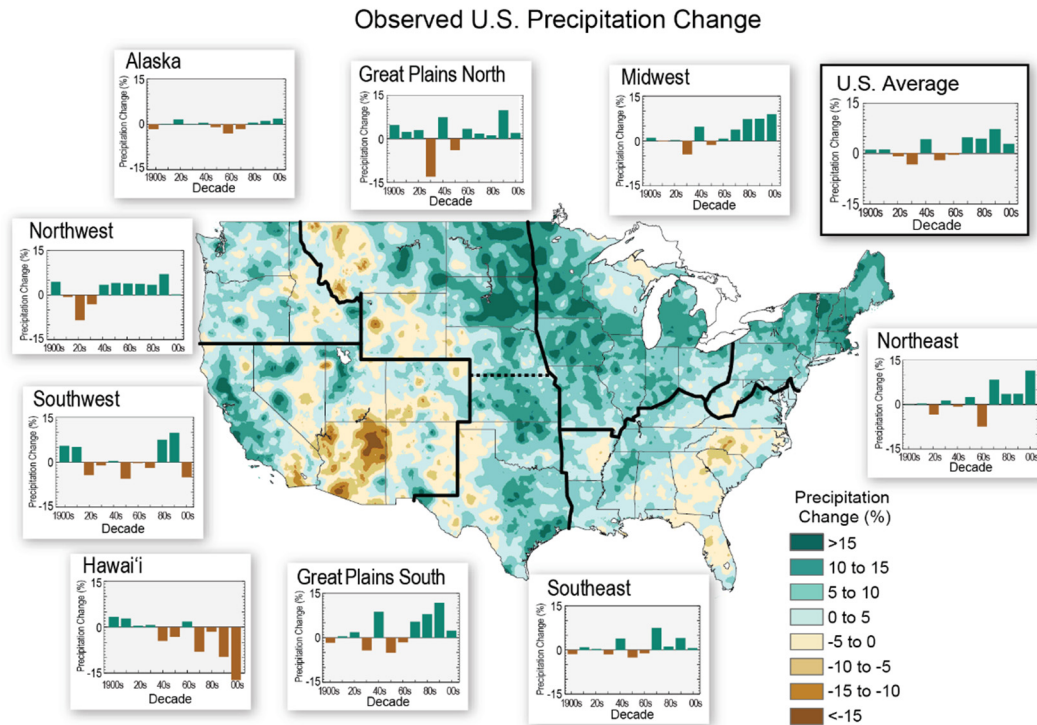 Observed U.S. Precipitation Change
Alaska
15
0
-15
Precipitation Change (%)
1900s 20s 40s 60s 80s 00s
Decade
Great Plains North
15
0
-15
Precipitation Change (%)
1900s 20s 40s 60s 80s 00s
Decade
Midwest
15
0
-15
Precipitation Change (%)
1900s 20s 40s 60s 80s 00s
Decade
U.S. Average
15
0
-15
Precipitation Change (%)
1900s 20s 40s 60s 80s 00s
Decade
Northwest
15
0
-15
Precipitation Change (%)
1900s 20s 40s 60s 80s 00s
Decade
Northeast
15
0
-15
Precipitation Change (%)
1900s 20s 40s 60s 80s 00s
Decade
Southwest
15
0
-15
Precipitation Change (%)
1900s 20s 40s 60s 80s 00s
Decade
Hawai‘i
15
0
-15
Precipitation Change (%)
1900s 20s 40s 60s 80s 00s
Decade
Great Plains South
15
0
-15
Precipitation Change (%)
1900s 20s 40s 60s 80s 00s
Decade
Southeast
15
0
-15
Precipitation Change (%)
1900s 20s 40s 60s 80s 00s
Decade
Precipitation
Change (%)
>15
10 to 15
5 to 10
0 to 5
-5 to 0
-10 to -5
-15 to -10
<-15